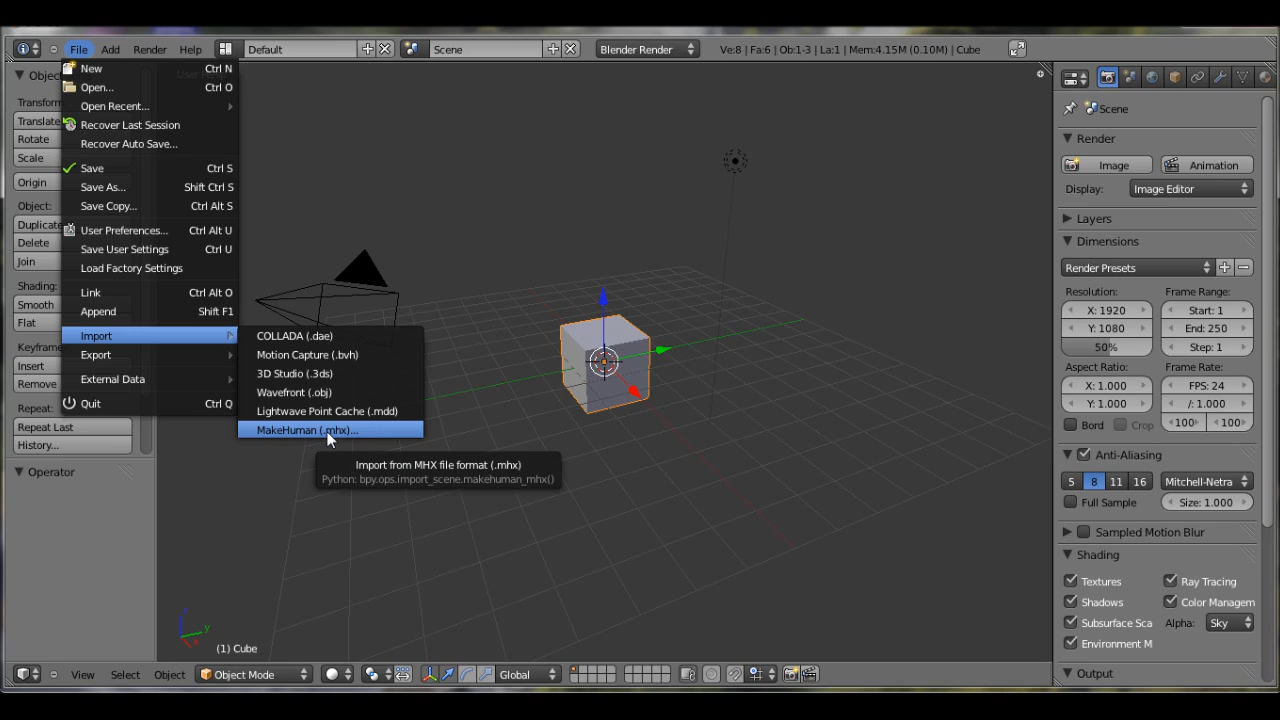 File Add Render Help Default Scene Blender Render Ve:8 | Fa:6 | Ob:1-3 | La:1 | Mem:4.15M (0.10M) | Cube
New Ctrl N
Open... Ctrl O
Open Recent...
Recover Last Session
Recover Auto Save...
Save Ctrl S
Save As... Shift Ctrl S
Save Copy... Ctrl Alt S
User Preferences... Ctrl Alt U
Save User Settings Ctrl U
Load Factory Settings
Link Ctrl Alt O
Append Shift F1
Import
Export
External Data
Quit Ctrl Q
COLLADA (.dae)
Motion Capture (.bvh)
3D Studio (.3ds)
Wavefront (.obj)
Lightwave Point Cache (.mdd)
MakeHuman (.mhx)...
Import from MHX file format (.mhx)
Python: bpy.ops.import_scene.makehuman_mhx()
Objec
Transform
Translate
Rotate
Scale
Origin
Object:
Duplicate
Delete
Join
Shading:
Smooth
Flat
Keyframe
Insert
Remove
Repeat:
Repeat Last
History...
Operator
(1) Cube
View Select Object Object Mode Global
Scene
Render
Image Animation
Display: Image Editor
Layers
Dimensions
Render Presets
Resolution: Frame Range:
X: 1920 Start: 1
Y: 1080 End: 250
50% Step: 1
Aspect Ratio: Frame Rate:
X: 1.000 FPS: 24
Y: 1.000 /: 1.000
Bord Crop 100 100
Anti-Aliasing
5 8 11 16 Mitchell-Netra
Full Sample Size: 1.000
Sampled Motion Blur
Shading
Textures Ray Tracing
Shadows Color Managem
Subsurface Sca Alpha: Sky
Environment M
Output